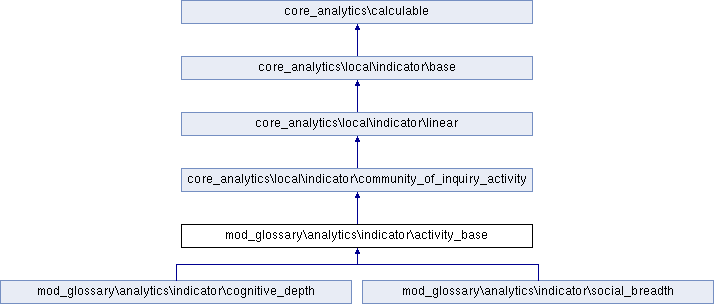 core_analytics\calculable
core_analytics\local\indicator\base
core_analytics\local\indicator\linear
core_analytics\local\indicator\community_of_inquiry_activity
mod_glossary\analytics\indicator\activity_base
mod_glossary\analytics\indicator\cognitive_depth
mod_glossary\analytics\indicator\social_breadth